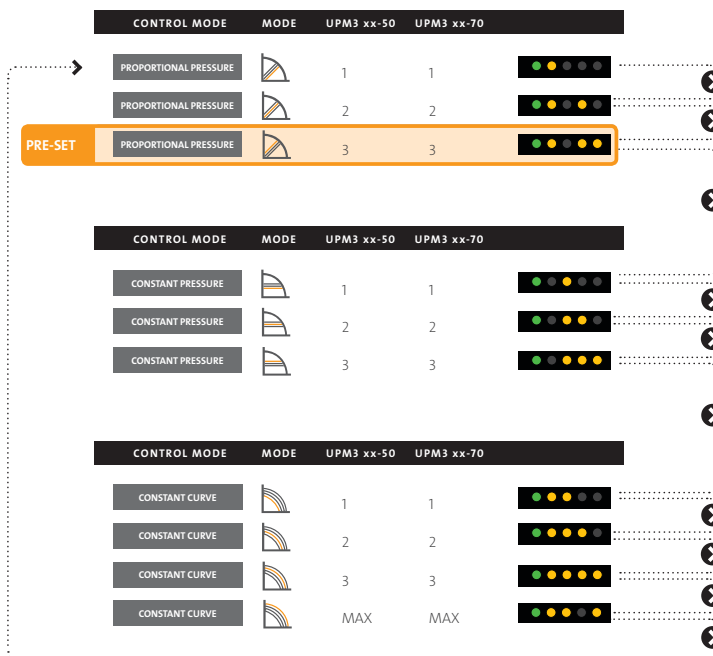 CONTROL MODE MODE UPM3 xx-50 UPM3 xx-70
PROPORTIONAL PRESSURE 1 1
PROPORTIONAL PRESSURE 2 2
PRE-SET PROPORTIONAL PRESSURE 3 3
CONTROL MODE MODE UPM3 xx-50 UPM3 xx-70
CONSTANT PRESSURE 1 1
CONSTANT PRESSURE 2 2
CONSTANT PRESSURE 3 3
CONTROL MODE MODE UPM3 xx-50 UPM3 xx-70
CONSTANT CURVE 1 1
CONSTANT CURVE 2 2
CONSTANT CURVE 3 3
CONSTANT CURVE MAX MAX